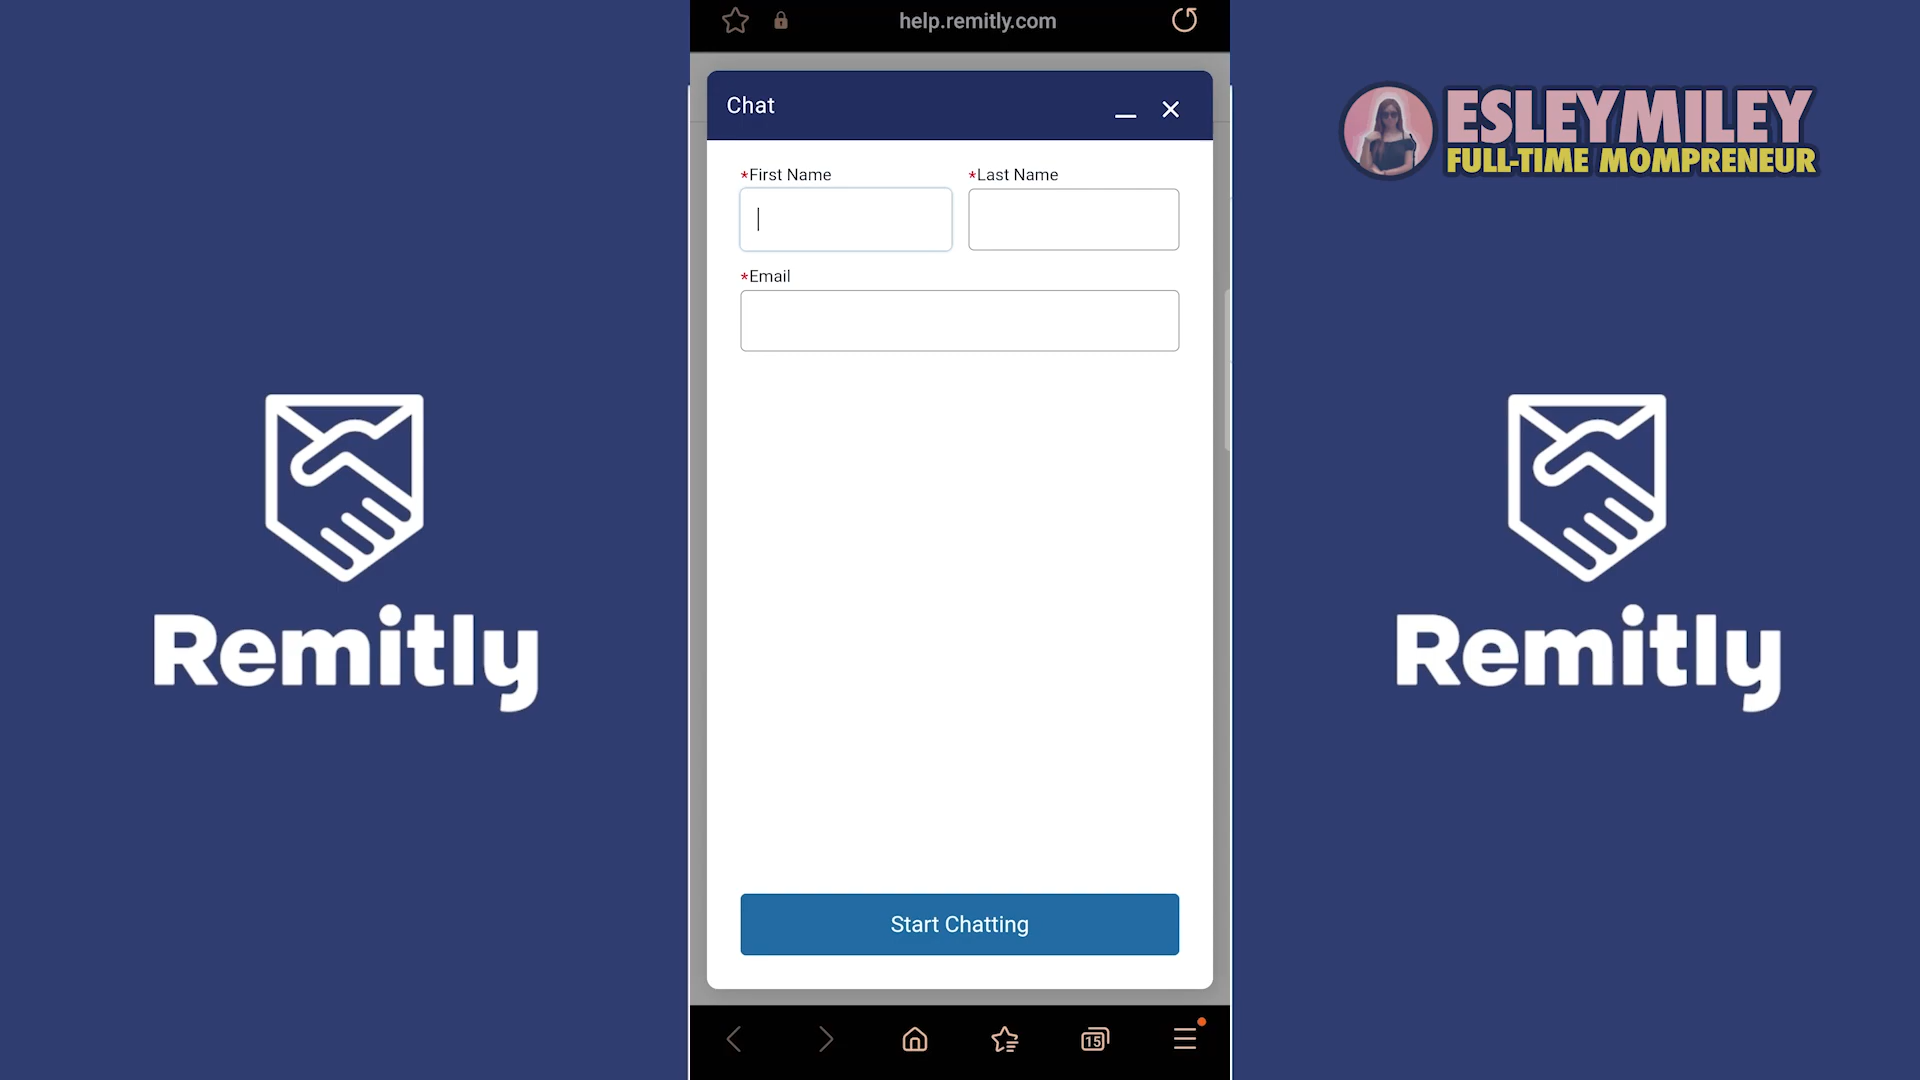 help.remitly.com
Chat
*First Name
*Last Name
*Email
Start Chatting
15
Remitly
Remitly
ESLEYMILEY
FULL-TIME MOMPRENEUR